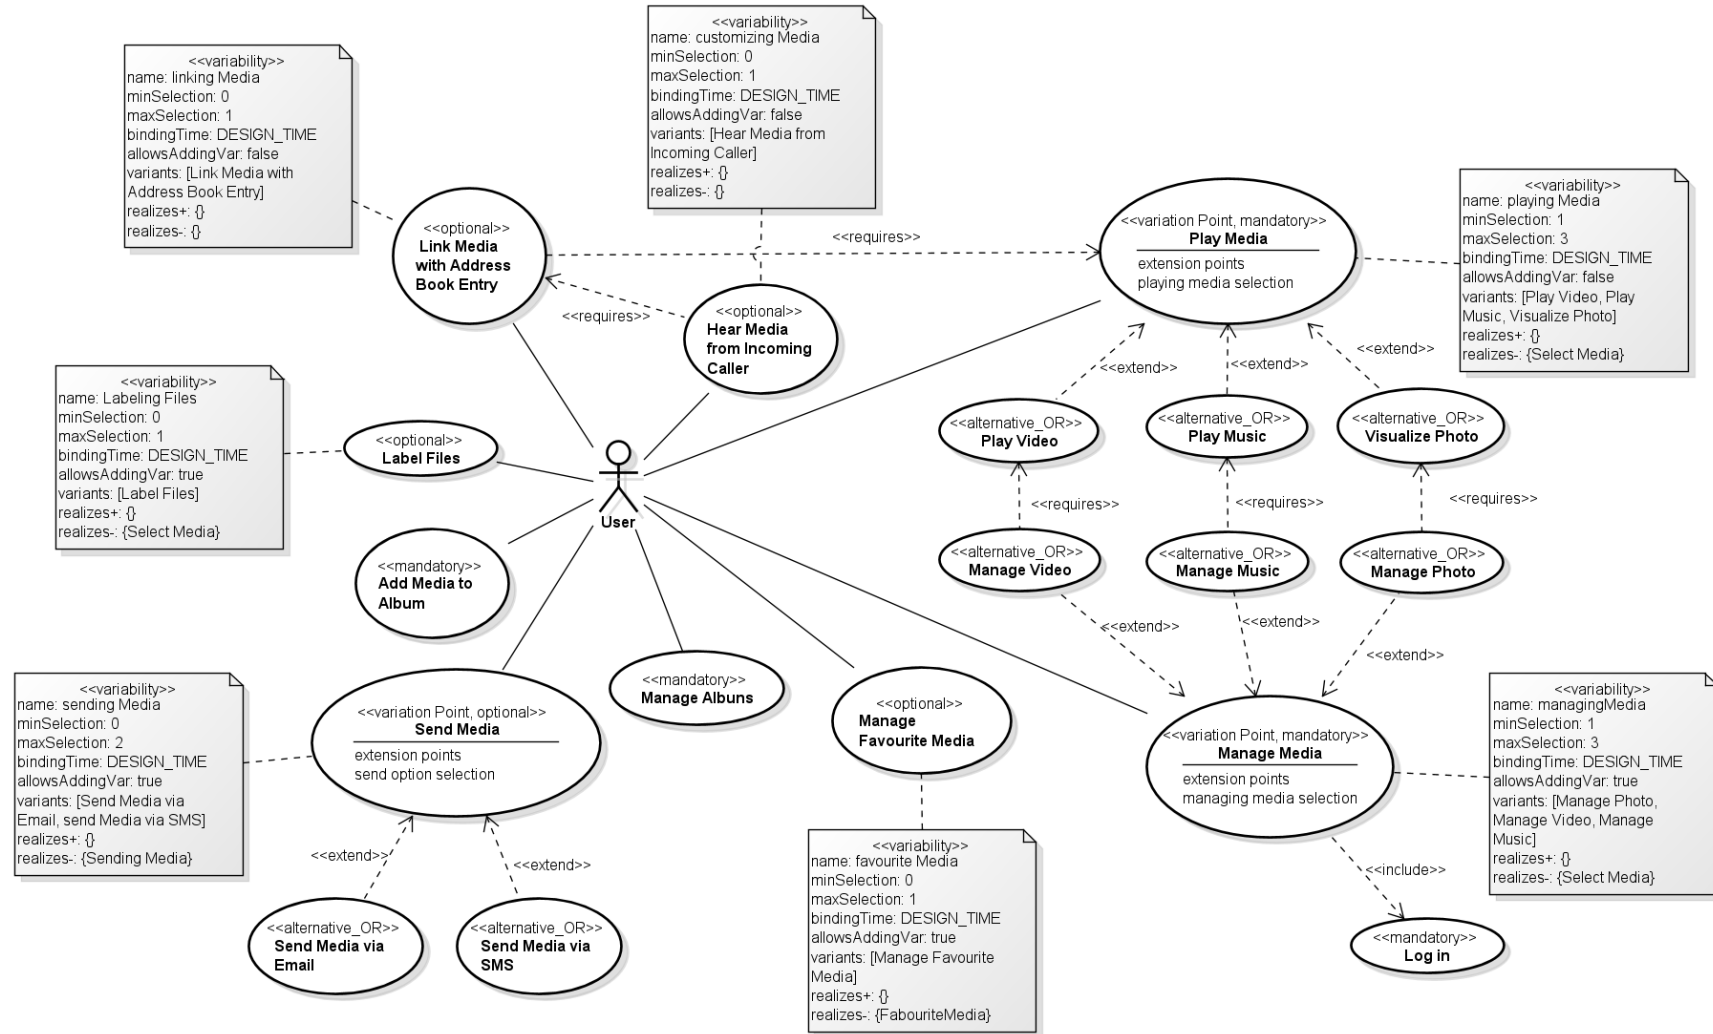 <<variability>>
name: customizing Media
minSelection: 0
maxSelection: 1
bindingTime: DESIGN_TIME
allowsAddingVar: false
variants: [Hear Media from
Incoming Caller]
realizes+: {}
realizes-: {}
<<variability>>
name: linking Media
minSelection: 0
maxSelection: 1
bindingTime: DESIGN_TIME
allowsAddingVar: false
variants: [Link Media with
Address Book Entry]
realizes+: {}
realizes-: {}
<<variability>>
name: playing Media
minSelection: 1
maxSelection: 3
bindingTime: DESIGN_TIME
allowsAddingVar: false
variants: [Play Video, Play
Music, Visualize Photo]
realizes+: {}
realizes-: {Select Media}
<<optional>>
Link Media
with Address
Book Entry
<<requires>>
<<variation Point, mandatory>>
Play Media
extension points
playing media selection
<<requires>>
<<optional>>
Hear Media
from Incoming
Caller
<<extend>>
<<extend>>
<<extend>>
<<variability>>
name: Labeling Files
minSelection: 0
maxSelection: 1
bindingTime: DESIGN_TIME
allowsAddingVar: true
variants: [Label Files]
realizes+: {}
realizes-: {Select Media}
<<optional>>
Label Files
<<alternative_OR>>
Play Video
<<alternative_OR>>
Play Music
<<alternative_OR>>
Visualize Photo
User
<<requires>>
<<requires>>
<<requires>>
<<mandatory>>
Add Media to
Album
<<alternative_OR>>
Manage Video
<<alternative_OR>>
Manage Music
<<alternative_OR>>
Manage Photo
<<extend>>
<<extend>>
<<extend>>
<<variability>>
name: sending Media
minSelection: 0
maxSelection: 2
bindingTime: DESIGN_TIME
allowsAddingVar: true
variants: [Send Media via
Email, send Media via SMS]
realizes+: {}
realizes-: {Sending Media}
<<variation Point, optional>>
Send Media
extension points
send option selection
<<mandatory>>
Manage Albuns
<<optional>>
Manage
Favourite Media
<<variation Point, mandatory>>
Manage Media
extension points
managing media selection
<<variability>>
name: managingMedia
minSelection: 1
maxSelection: 3
bindingTime: DESIGN_TIME
allowsAddingVar: true
variants: [Manage Photo,
Manage Video, Manage
Music]
realizes+: {}
realizes-: {Select Media}
<<extend>>
<<extend>>
<<alternative_OR>>
Send Media via
Email
<<alternative_OR>>
Send Media via
SMS
<<variability>>
name: favourite Media
minSelection: 0
maxSelection: 1
bindingTime: DESIGN_TIME
allowsAddingVar: true
variants: [Manage Favourite
Media]
realizes+: {}
realizes-: {FabouriteMedia}
<<include>>
<<mandatory>>
Log in